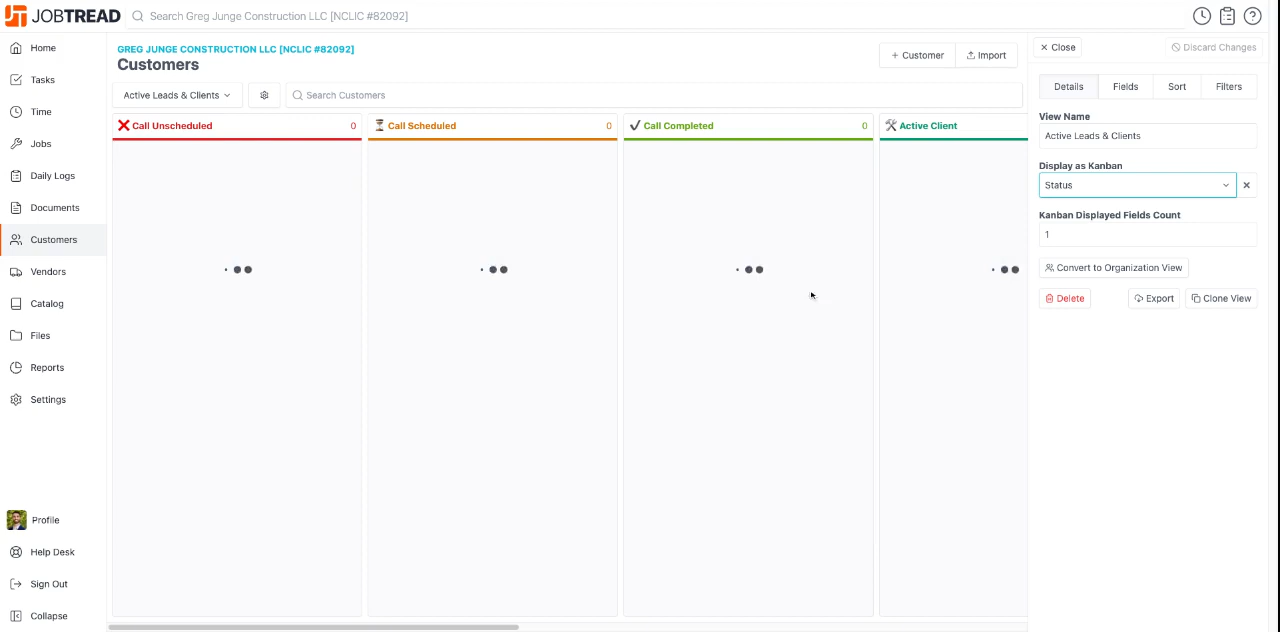 JOBTREAD
Search Greg Junge Construction LLC [NCLIC #82092]
Home
Tasks
Time
Jobs
Daily Logs
Documents
Customers
Vendors
Catalog
Files
Reports
Settings
Profile
Help Desk
Sign Out
Collapse
GREG JUNGE CONSTRUCTION LLC [NCLIC #82092]
Customers
+ Customer
Import
Active Leads & Clients
Search Customers
Call Unscheduled 0
Call Scheduled 0
Call Completed 0
Active Client
Close
Discard Changes
Details
Fields
Sort
Filters
View Name
Active Leads & Clients
Display as Kanban
Status
Kanban Displayed Fields Count
1
Convert to Organization View
Delete
Export
Clone View